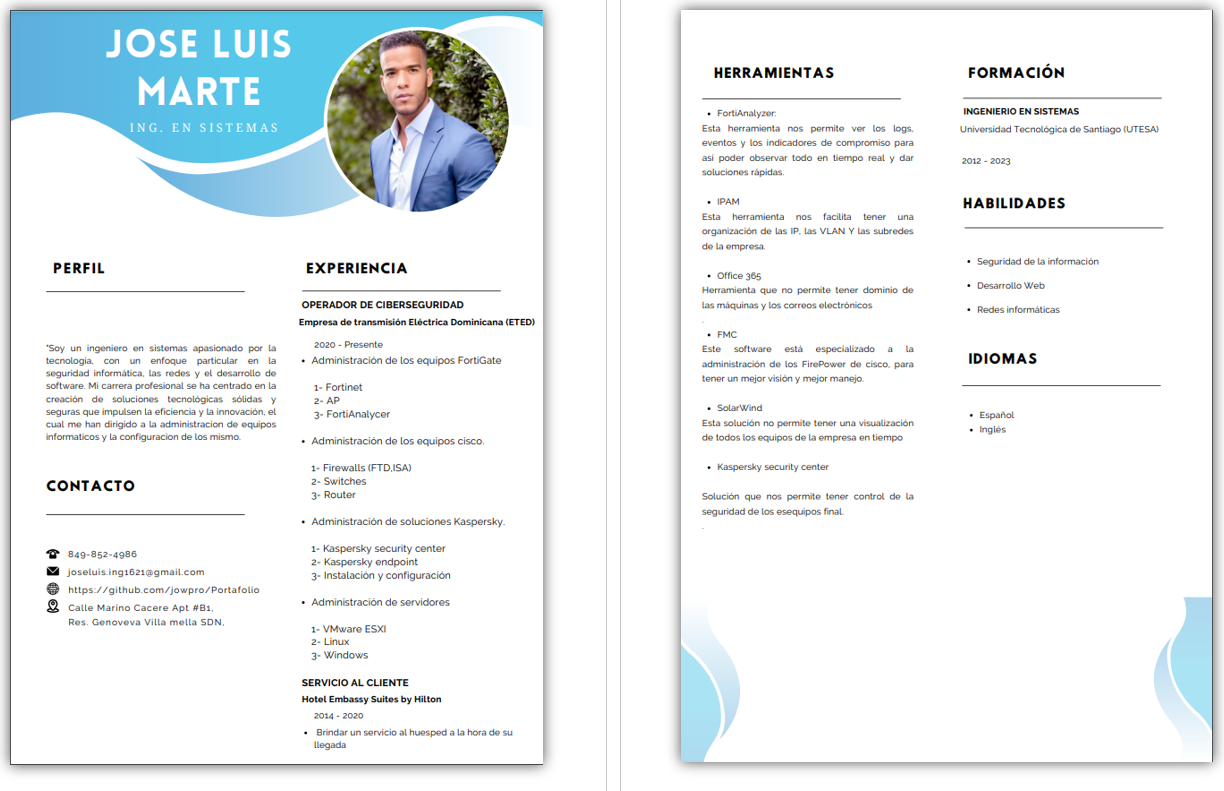 JOSE LUIS
MARTE
ING. EN SISTEMAS
PERFIL
"Soy un ingeniero en sistemas apasionado por la
tecnología, con un enfoque particular en la
seguridad informática, las redes y el desarrollo de
software. Mi carrera profesional se ha centrado en la
creación de soluciones tecnológicas sólidas y
seguras que impulsen la eficiencia y la innovación, el
cual me han dirigido a la administracion de equipos
informaticos y la configuracion de los mismo.
CONTACTO
849-852-4986
joseluis.ing1621@gmail.com
https://github.com/jowpro/Portafolio
Calle Marino Cacere Apt #B1,
Res. Genoveva Villa mella SDN,
EXPERIENCIA
OPERADOR DE CIBERSEGURIDAD
Empresa de transmisión Eléctrica Dominicana (ETED)
2020 - Presente
• Administración de los equipos FortiGate
1- Fortinet
2- AP
3- FortiAnalycer
• Administración de los equipos cisco.
1- Firewalls (FTD,ISA)
2- Switches
3- Router
• Administración de soluciones Kaspersky.
1- Kaspersky security center
2- Kaspersky endpoint
3- Instalación y configuración
• Administración de servidores
1- VMware ESXI
2- Linux
3- Windows
SERVICIO AL CLIENTE
Hotel Embassy Suites by Hilton
2014 - 2020
• Brindar un servicio al huesped a la hora de su
llegada
HERRAMIENTAS
• FortiAnalyzer:
Esta herramienta nos permite ver los logs,
eventos y los indicadores de compromiso para
asi poder observar todo en tiempo real y dar
soluciones rápidas.
• IPAM
Esta herramienta nos facilita tener una
organización de las IP, las VLAN Y las subredes
de la empresa.
• Office 365
Herramienta que no permite tener dominio de
las máquinas y los correos electrónicos
.
• FMC
Este software está especializado a la
administración de los FirePower de cisco, para
tener un mejor visión y mejor manejo.
• SolarWind
Esta solución no permite tener una visualización
de todos los equipos de la empresa en tiempo
• Kaspersky security center
Solución que nos permite tener control de la
seguridad de los esequipos final.
.
FORMACIÓN
INGENIERIO EN SISTEMAS
Universidad Tecnológica de Santiago (UTESA)
2012 - 2023
HABILIDADES
• Seguridad de la información
• Desarrollo Web
• Redes informáticas
IDIOMAS
• Español
• Inglés